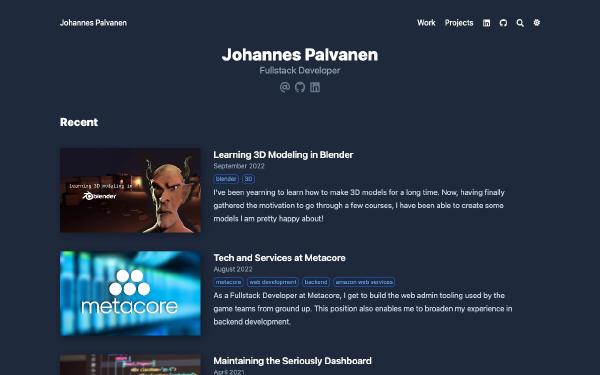 Johannes Palvanen
Work Projects
Johannes Palvanen
Fullstack Developer
Recent
Learning 3D modeling in
blender
Learning 3D Modeling in Blender
September 2022
blender 3D
I've been yearning to learn how to make 3D models for a long time. Now, having finally
gathered the motivation to go through a few courses, I have been able to create some
models I am pretty happy about!
metacore
Tech and Services at Metacore
August 2022
metacore web development backend amazon web services
As a Fullstack Developer at Metacore, I get to build the web admin tooling used by the
game teams from ground up. This position also enables me to broaden my experience in
backend development.
Maintaining the Seriously Dashboard
April 2021